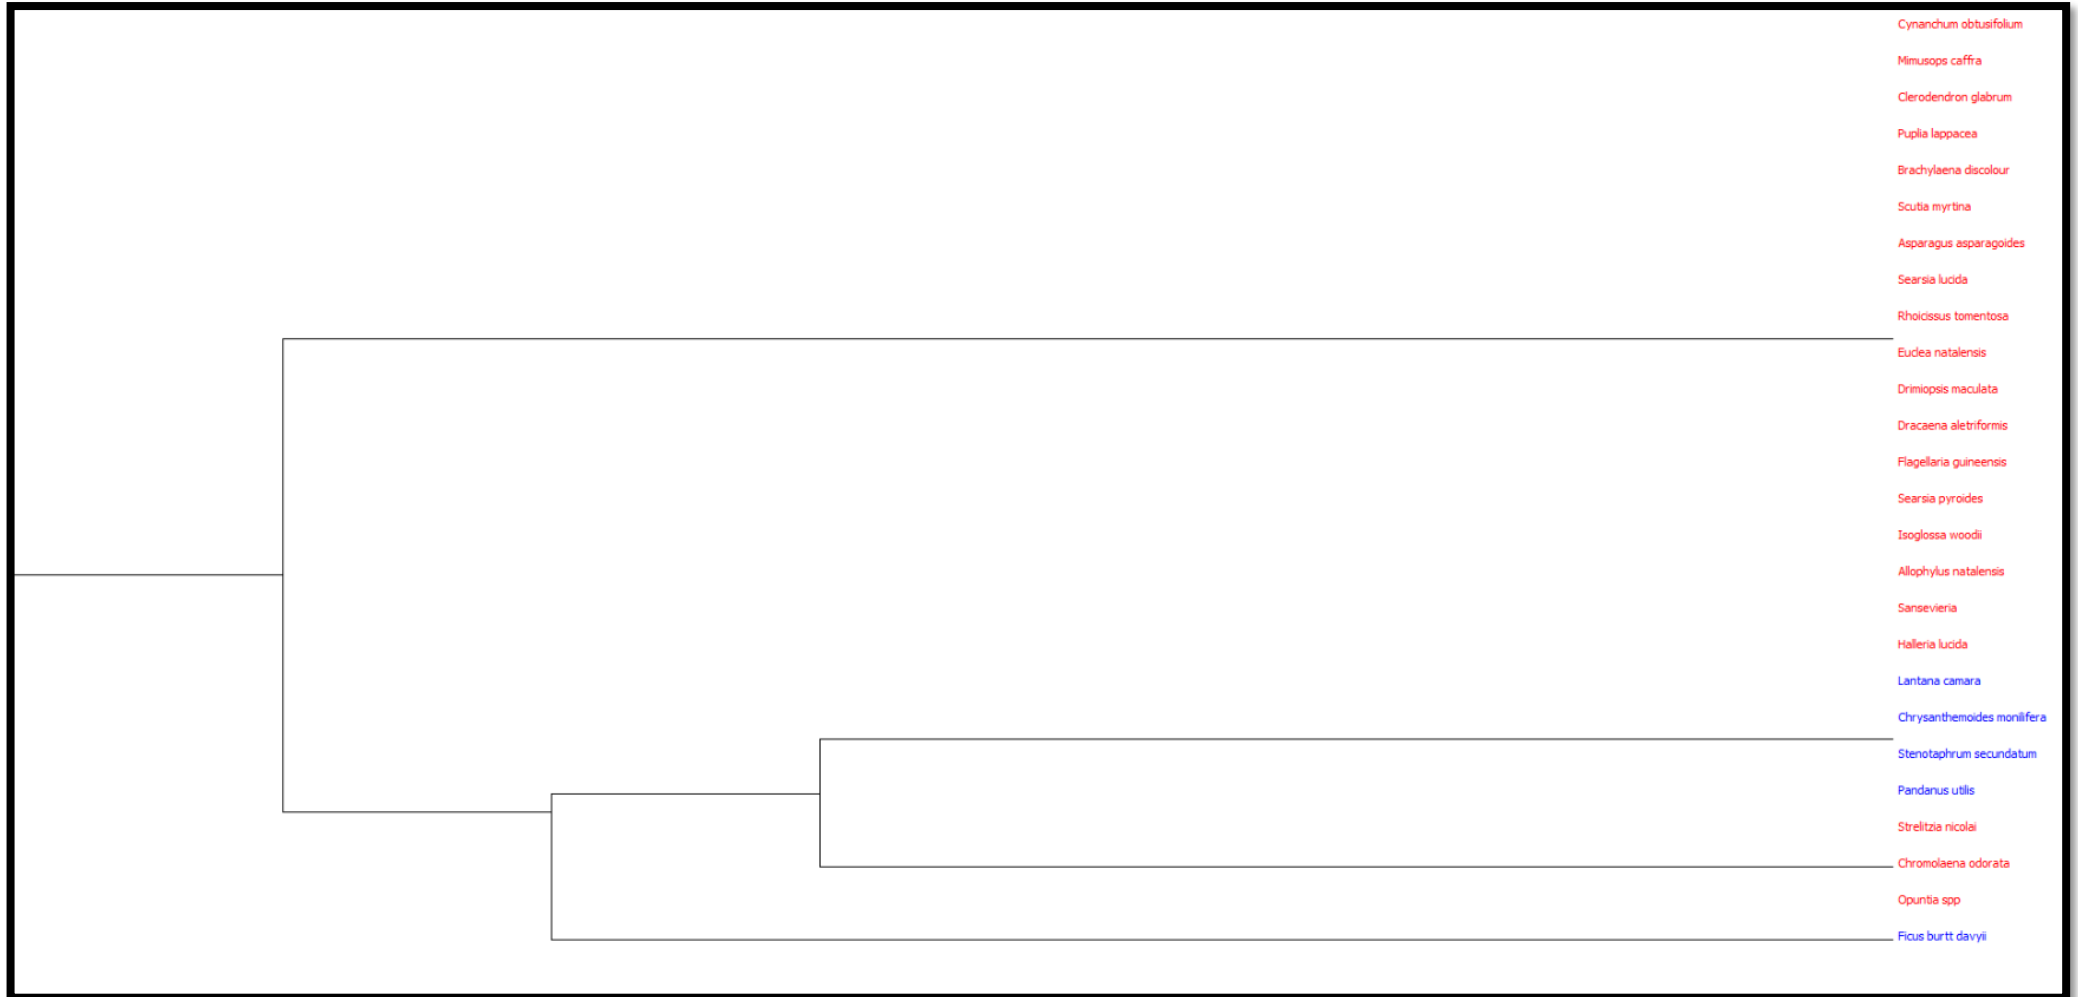 Cynanchum obtusifolium
Mimusops caffra
Clerodendron glabrum
Puplia lappacea
Brachylaena discolour
Scutia myrtina
Asparagus asparagoides
Searsia lucida
Rhoicissus tomentosa
Euclea natalensis
Drimiopsis maculata
Dracaena aletriformis
Flagellaria guineensis
Searsia pyroides
Isoglossa woodii
Allophylus natalensis
Sansevieria
Halleria lucida
Lantana camara
Chrysanthemoides monilifera
Stenotaphrum secundatum
Pandanus utilis
Strelitzia nicolai
Chromolaena odorata
Opuntia spp
Ficus burtt davyii